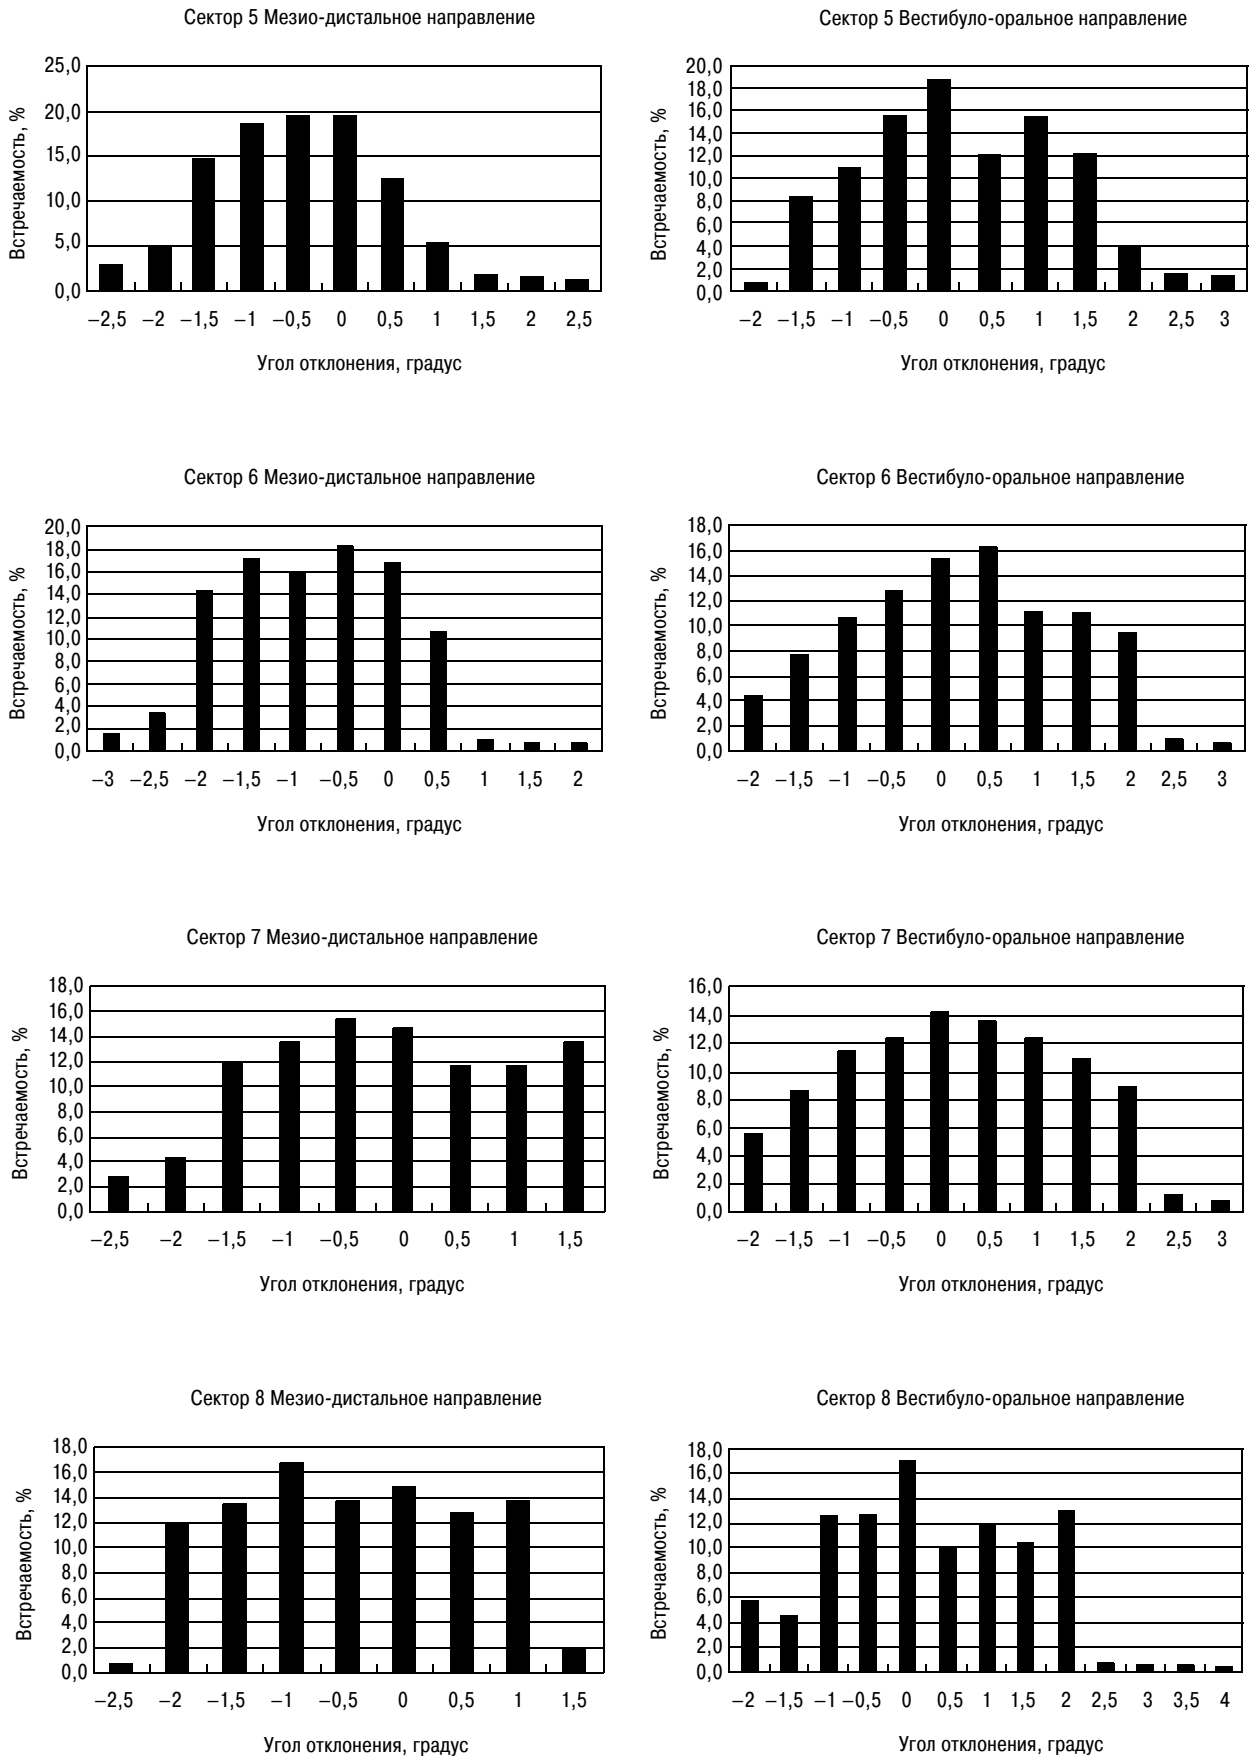 Сектор 5 Мезио-дистальное направление
Встречаемость, %
25,0
20,0
15,0
10,0
5,0
0,0
–2,5 –2 –1,5 –1 –0,5 0 0,5 1 1,5 2 2,5
Угол отклонения, градус
Сектор 5 Вестибуло-оральное направление
Встречаемость, %
20,0
18,0
16,0
14,0
12,0
10,0
8,0
6,0
4,0
2,0
0,0
–2 –1,5 –1 –0,5 0 0,5 1 1,5 2 2,5 3
Угол отклонения, градус
Сектор 6 Мезио-дистальное направление
Встречаемость, %
20,0
18,0
16,0
14,0
12,0
10,0
8,0
6,0
4,0
2,0
0,0
–3 –2,5 –2 –1,5 –1 –0,5 0 0,5 1 1,5 2
Угол отклонения, градус
Сектор 6 Вестибуло-оральное направление
Встречаемость, %
18,0
16,0
14,0
12,0
10,0
8,0
6,0
4,0
2,0
0,0
–2 –1,5 –1 –0,5 0 0,5 1 1,5 2 2,5 3
Угол отклонения, градус
Сектор 7 Мезио-дистальное направление
Встречаемость, %
18,0
16,0
14,0
12,0
10,0
8,0
6,0
4,0
2,0
0,0
–2,5 –2 –1,5 –1 –0,5 0 0,5 1 1,5
Угол отклонения, градус
Сектор 7 Вестибуло-оральное направление
Встречаемость, %
16,0
14,0
12,0
10,0
8,0
6,0
4,0
2,0
0,0
–2 –1,5 –1 –0,5 0 0,5 1 1,5 2 2,5 3
Угол отклонения, градус
Сектор 8 Мезио-дистальное направление
Встречаемость, %
18,0
16,0
14,0
12,0
10,0
8,0
6,0
4,0
2,0
0,0
–2,5 –2 –1,5 –1 –0,5 0 0,5 1 1,5
Угол отклонения, градус
Сектор 8 Вестибуло-оральное направление
Встречаемость, %
18,0
16,0
14,0
12,0
10,0
8,0
6,0
4,0
2,0
0,0
–2 –1,5 –1 –0,5 0 0,5 1 1,5 2 2,5 3 3,5 4
Угол отклонения, градус